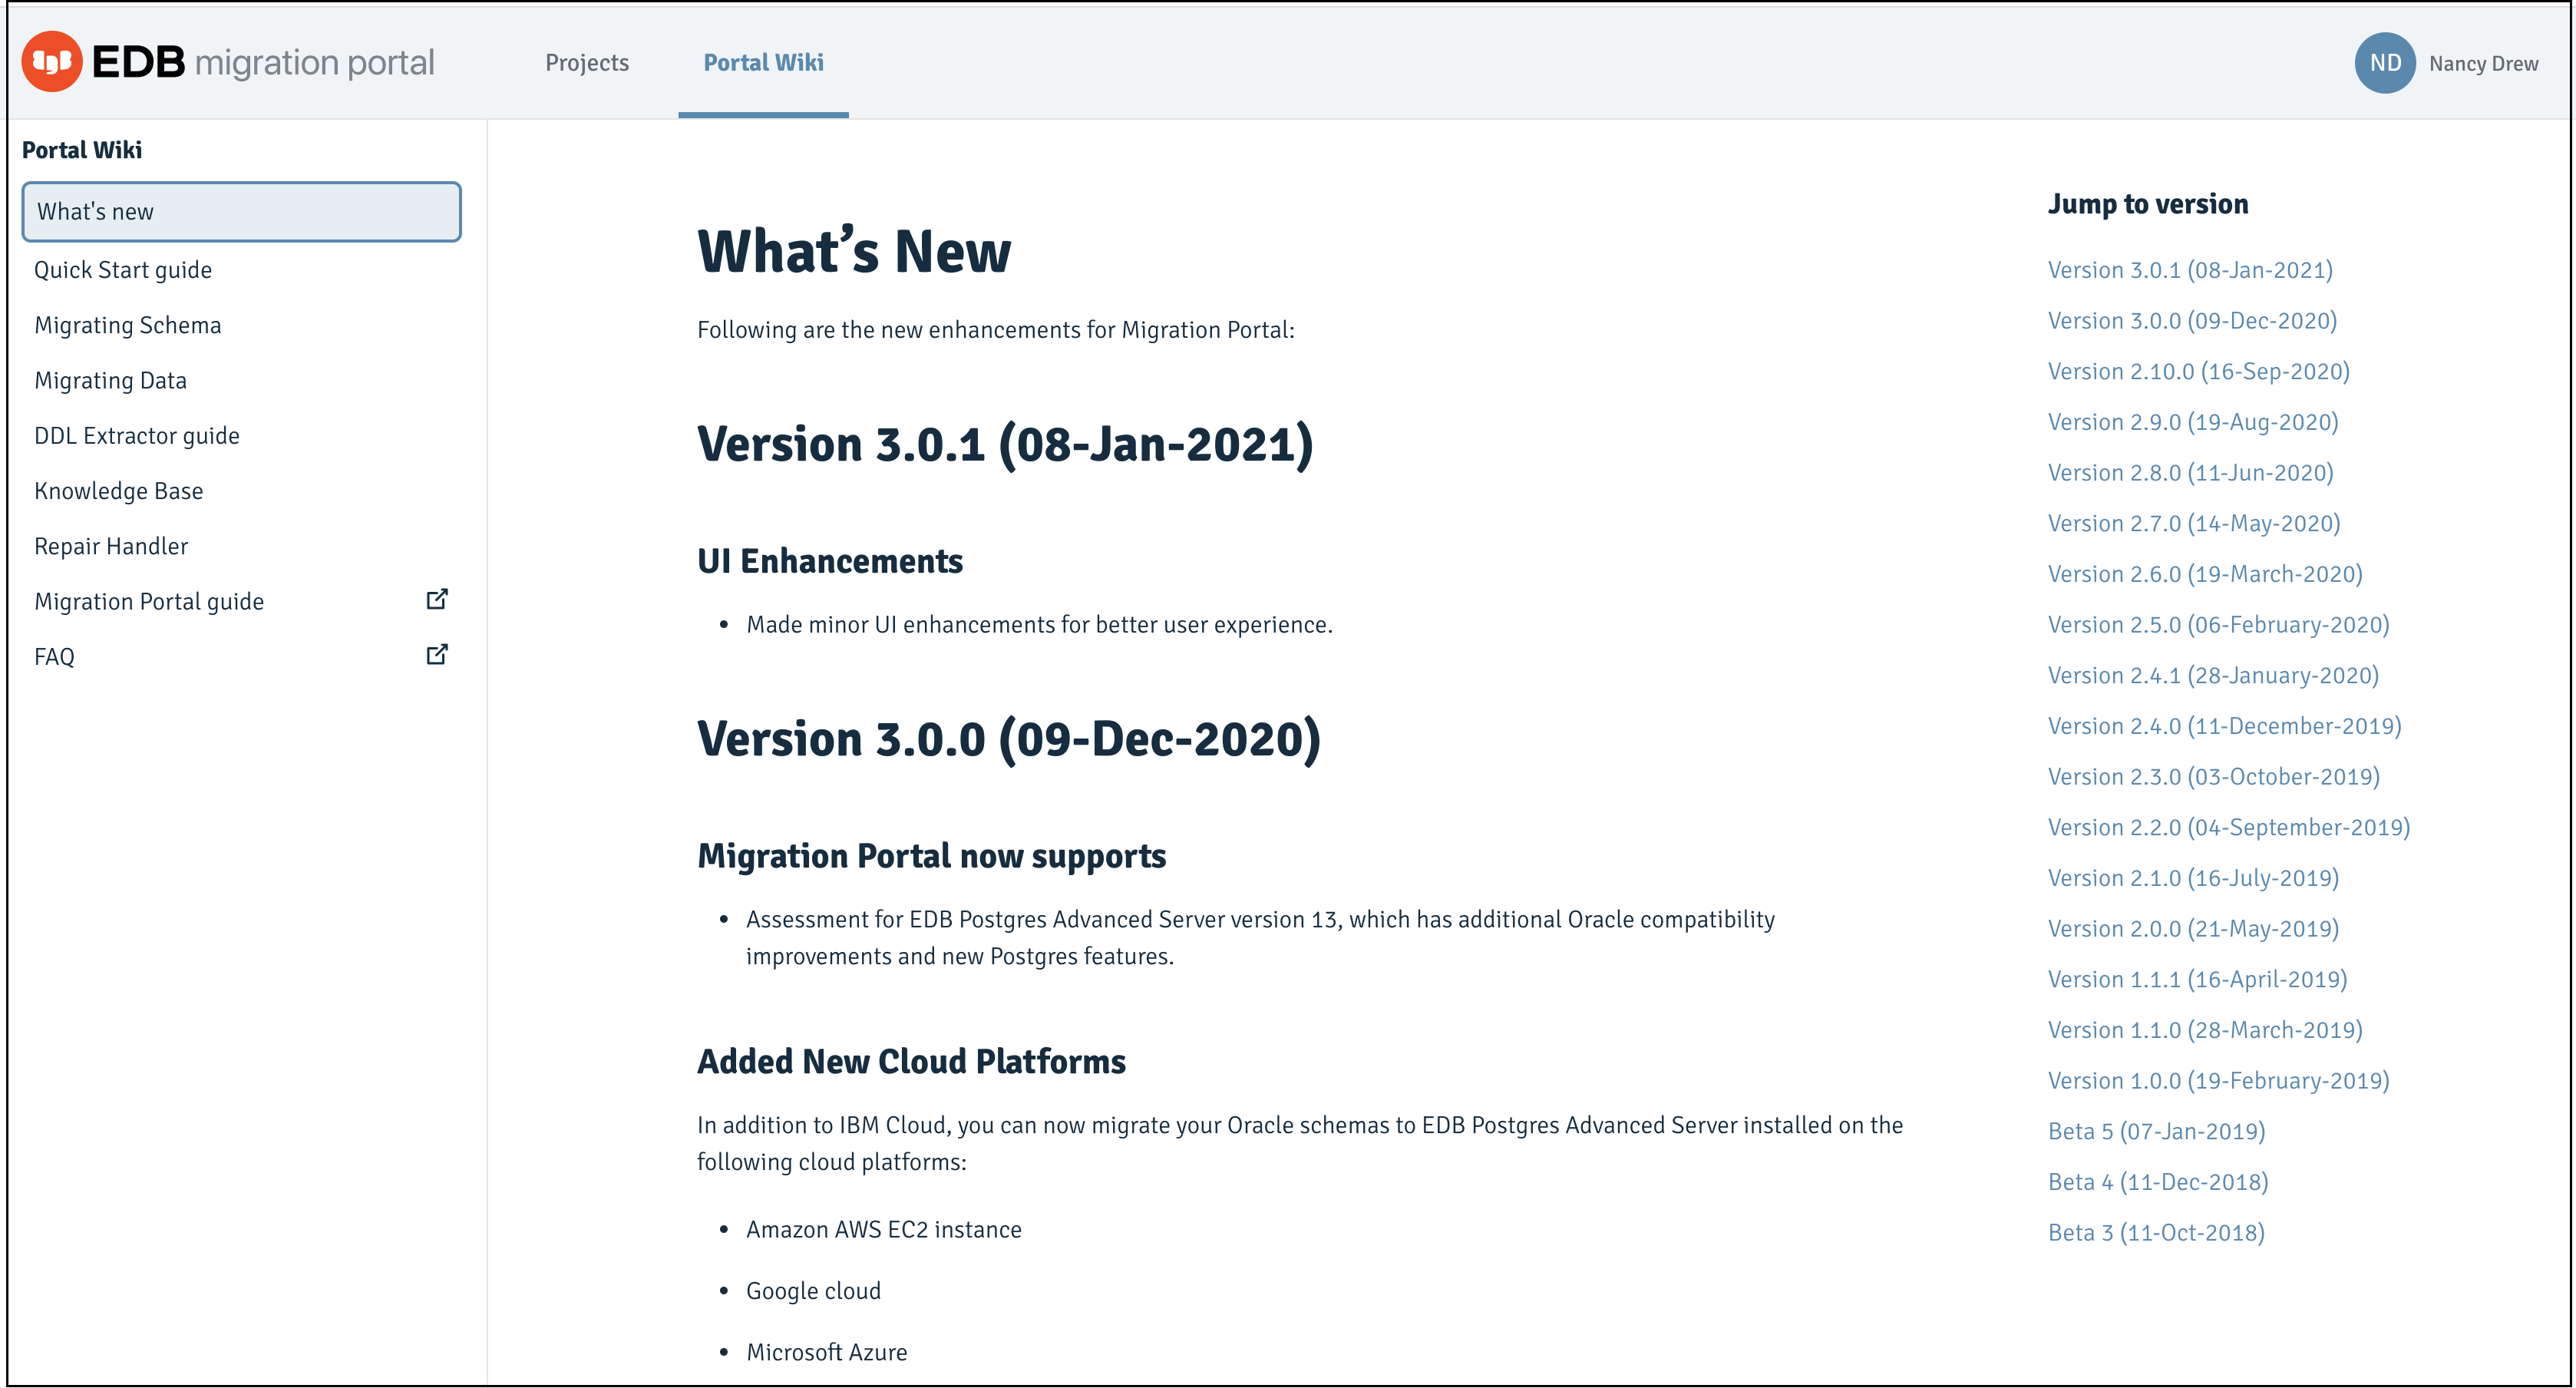 EDB migration portal
Projects
Portal Wiki
ND
Nancy Drew
Portal Wiki
What's new
Quick Start guide
Migrating Schema
Migrating Data
DDL Extractor guide
Knowledge Base
Repair Handler
Migration Portal guide
FAQ
What’s New
Following are the new enhancements for Migration Portal:
Version 3.0.1 (08-Jan-2021)
UI Enhancements
• Made minor UI enhancements for better user experience.
Version 3.0.0 (09-Dec-2020)
Migration Portal now supports
• Assessment for EDB Postgres Advanced Server version 13, which has additional Oracle compatibility
improvements and new Postgres features.
Added New Cloud Platforms
In addition to IBM Cloud, you can now migrate your Oracle schemas to EDB Postgres Advanced Server installed on the
following cloud platforms:
• Amazon AWS EC2 instance
• Google cloud
• Microsoft Azure
Jump to version
Version 3.0.1 (08-Jan-2021)
Version 3.0.0 (09-Dec-2020)
Version 2.10.0 (16-Sep-2020)
Version 2.9.0 (19-Aug-2020)
Version 2.8.0 (11-Jun-2020)
Version 2.7.0 (14-May-2020)
Version 2.6.0 (19-March-2020)
Version 2.5.0 (06-February-2020)
Version 2.4.1 (28-January-2020)
Version 2.4.0 (11-December-2019)
Version 2.3.0 (03-October-2019)
Version 2.2.0 (04-September-2019)
Version 2.1.0 (16-July-2019)
Version 2.0.0 (21-May-2019)
Version 1.1.1 (16-April-2019)
Version 1.1.0 (28-March-2019)
Version 1.0.0 (19-February-2019)
Beta 5 (07-Jan-2019)
Beta 4 (11-Dec-2018)
Beta 3 (11-Oct-2018)